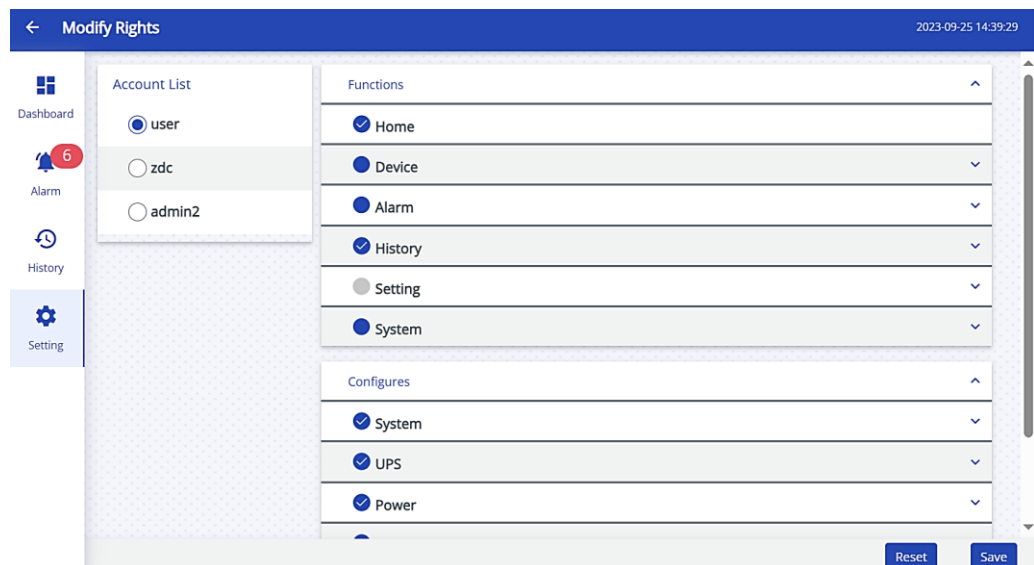 Modify Rights
2023-09-25 14:39:29
Dashboard
6
Alarm
History
Setting
Account List
user
zdc
admin2
Functions
Home
Device
Alarm
History
Setting
System
Configures
System
UPS
Power
Reset
Save